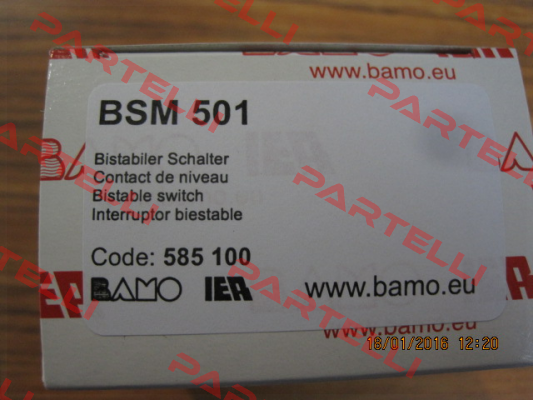 www.bamo.eu
BSM 501
Bistabiler Schalter
Contact de niveau
Bistable switch
Interruptor biestable
Code: 585 100
BAMO IER www.bamo.eu
www.bamo.eu
16/01/2016 12:20
PARTELLI
PARTELLI
PARTELLI
PARTELLI
PARTELLI